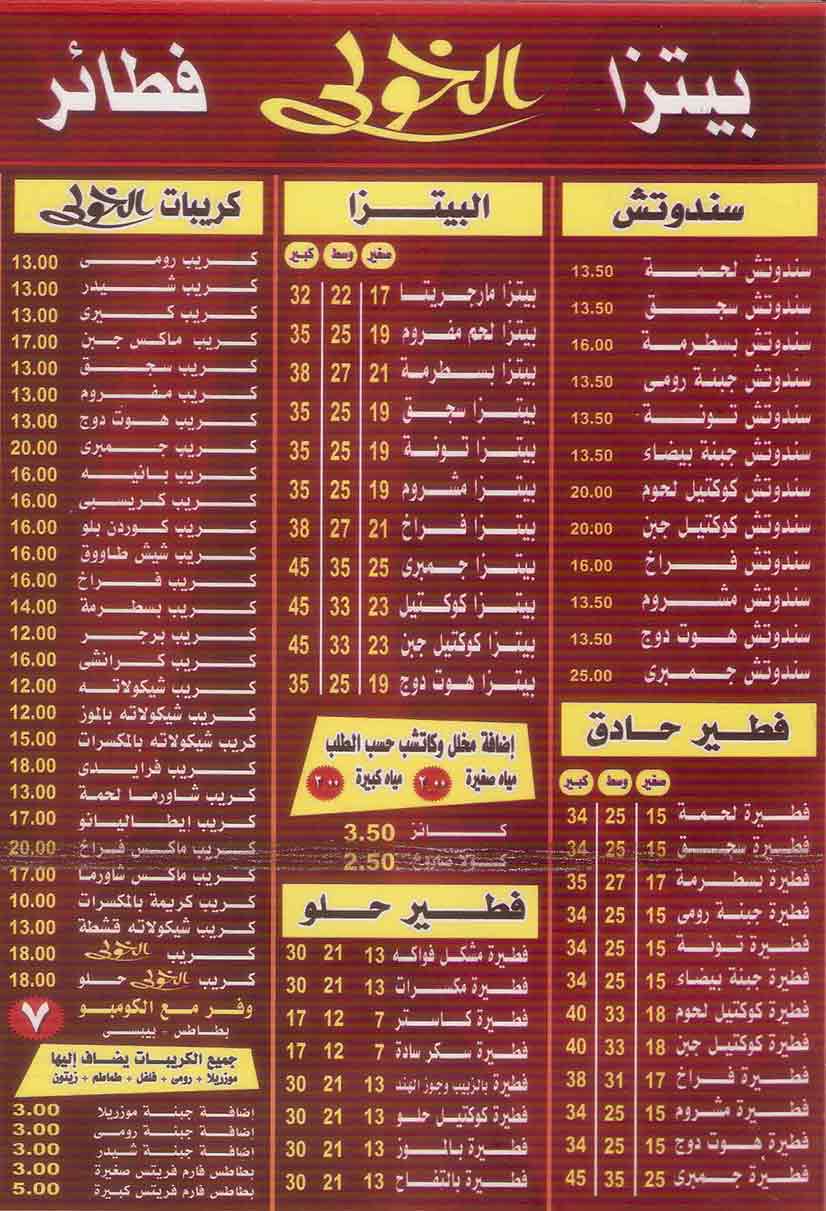 بيتزا الخولى فطائر
سندوتش
سندوتش لحمة 13.50
سندوتش سجق 13.50
سندوتش بسطرمة 16.00
سندوتش جبنة رومى 13.50
سندوتش تونة 13.50
سندوتش جبنة بيضاء 13.50
سندوتش كوكتيل لحوم 20.00
سندوتش كوكتيل جبن 20.00
سندوتش فراخ 16.00
سندوتش مشروم 13.50
سندوتش هوت دوج 13.50
سندوتش جمبرى 25.00
فطير حادق
صغير وسط كبير
فطيرة لحمة 15 25 34
فطيرة سجق 15 25 34
فطيرة بسطرمة 17 27 35
فطيرة جبنة رومى 15 25 34
فطيرة تونة 15 25 34
فطيرة جبنة بيضاء 15 25 34
فطيرة كوكتيل لحوم 18 33 40
فطيرة كوكتيل جبن 18 33 40
فطيرة فراخ 17 31 38
فطيرة مشروم 15 25 34
فطيرة هوت دوج 15 25 34
فطيرة جمبرى 25 35 45
البيتزا
صغير وسط كبير
بيتزا مارجريتا 17 22 32
بيتزا لحم مفروم 19 25 35
بيتزا بسطرمة 21 27 38
بيتزا سجق 19 25 35
بيتزا تونة 19 25 35
بيتزا مشروم 19 25 35
بيتزا فراخ 21 27 38
بيتزا جمبرى 25 35 45
بيتزا كوكتيل 23 33 45
بيتزا كوكتيل جبن 23 33 45
بيتزا هوت دوج 19 25 35
إضافة مخلل وكاتشب حسب الطلب
مياه صغيرة ٢.٠٠ مياه كبيرة ٣.٠٠
كانز 3.50
كولا صاروخ 2.50
فطير حلو
فطيرة مشكل فواكه 13 21 30
فطيرة مكسرات 13 21 30
فطيرة كاستر 7 12 17
فطيرة سكر سادة 7 12 17
فطيرة بالزبيب وجوز الهند 13 21 30
فطيرة كوكتيل حلو 13 21 30
فطيرة بالموز 13 21 30
فطيرة بالتفاح 13 21 30
كريبات الخولى
كريب رومى 13.00
كريب شيدر 13.00
كريب كيرى 13.00
كريب ماكس جبن 17.00
كريب سجق 13.00
كريب مفروم 13.00
كريب هوت دوج 13.00
كريب جمبرى 20.00
كريب بانيه 16.00
كريب كريسبى 16.00
كريب كوردن بلو 16.00
كريب شيش طاووق 16.00
كريب فراخ 16.00
كريب بسطرمة 14.00
كريب برجر 12.00
كريب كرانشى 16.00
كريب شيكولاته 12.00
كريب شيكولاته بالموز 12.00
كريب شيكولاته بالمكسرات 15.00
كريب فرايدى 18.00
كريب شاورما لحمة 13.00
كريب إيطاليانو 17.00
كريب ماكس فراخ 20.00
كريب ماكس شاورما 17.00
كريب كريمة بالمكسرات 10.00
كريب شيكولاته قشطة 13.00
كريب الخولى 18.00
كريب الخولى حلو 18.00
وفر مع الكومبو ٧
بطاطس - بيبسى
جميع الكريبات يضاف إليها
موزريلا + رومى + فلفل + طماطم + زيتون
إضافة جبنة موزريلا 3.00
إضافة جبنة رومى 3.00
إضافة جبنة شيدر 3.00
بطاطس فارم فريتس صغيرة 3.00
بطاطس فارم فريتس كبيرة 5.00